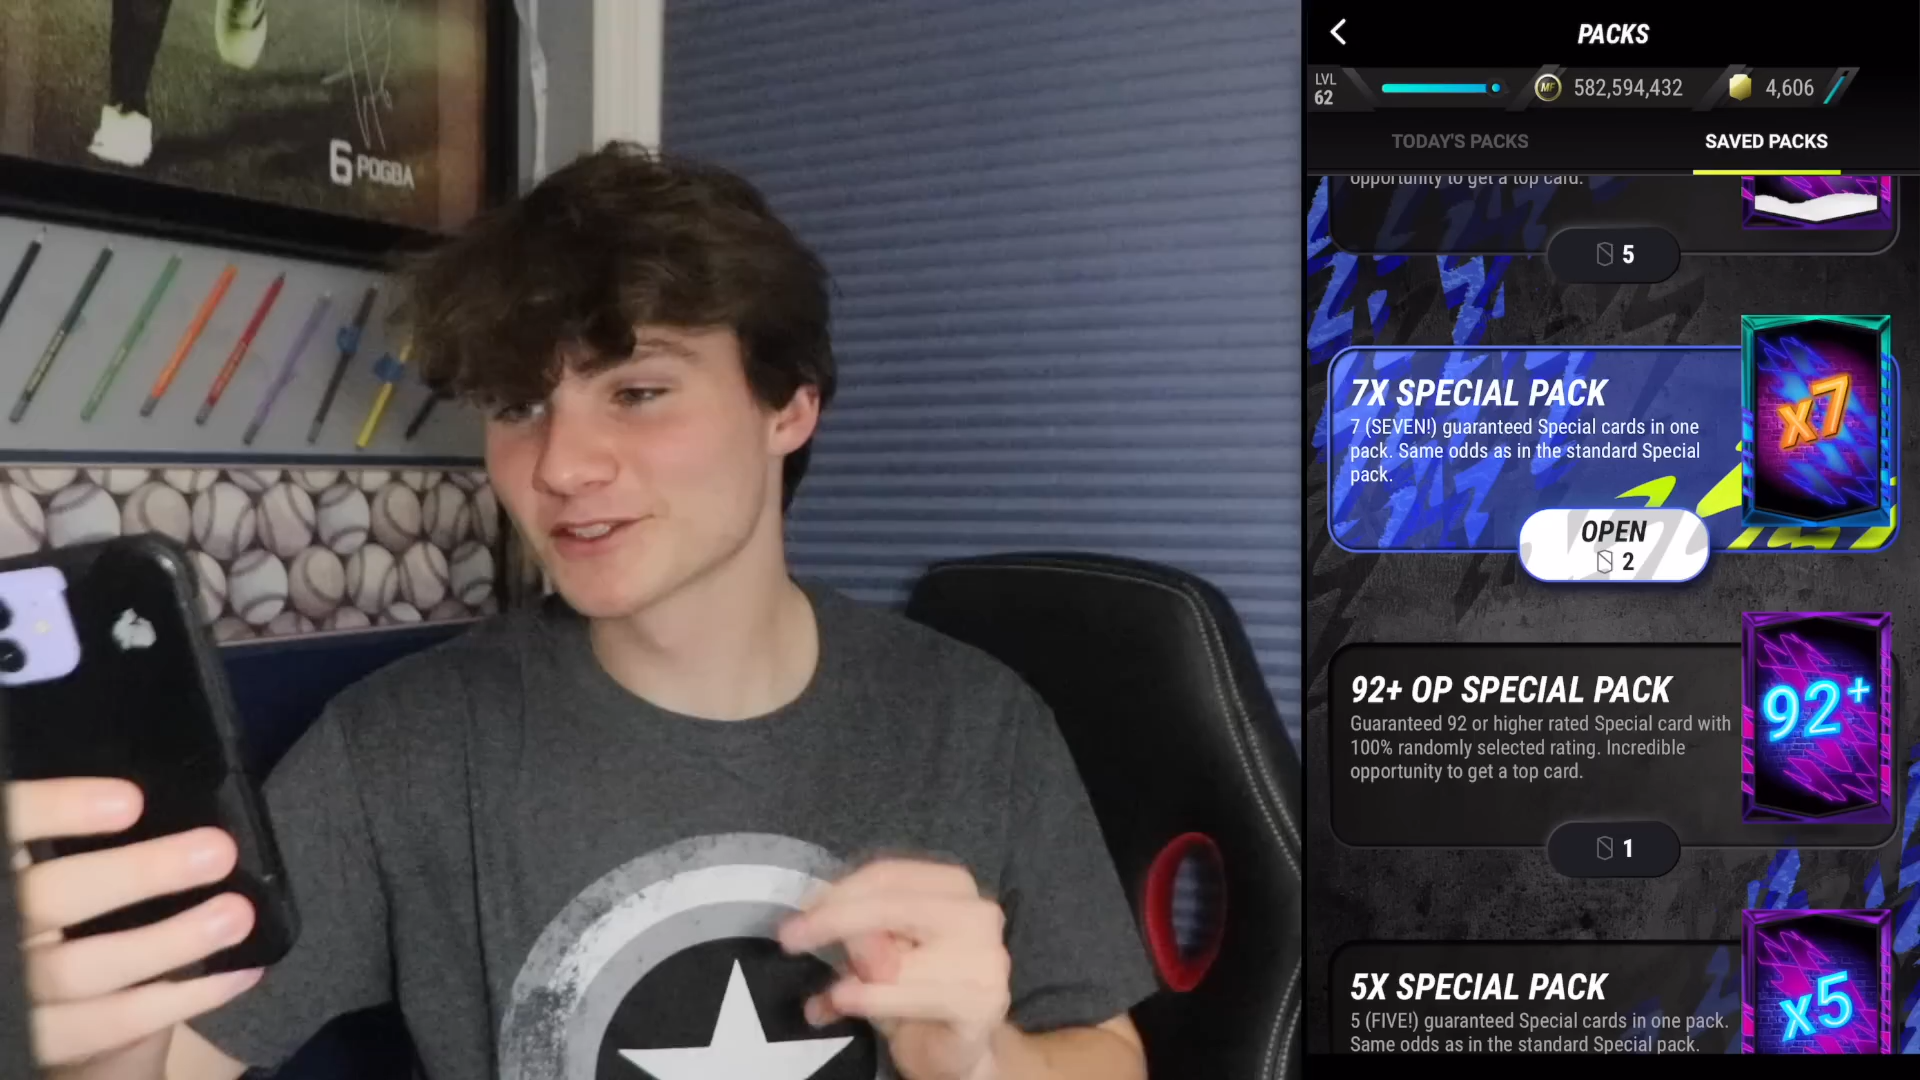 6 POGBA
PACKS
LVL
62
MF
582,594,432
4,606
TODAY'S PACKS
SAVED PACKS
opportunity to get a top card.
5
7X SPECIAL PACK
7 (SEVEN!) guaranteed Special cards in one
pack. Same odds as in the standard Special
pack.
x7
OPEN
2
92+ OP SPECIAL PACK
Guaranteed 92 or higher rated Special card with
100% randomly selected rating. Incredible
opportunity to get a top card.
92+
1
5X SPECIAL PACK
5 (FIVE!) guaranteed Special cards in one pack.
Same odds as in the standard Special pack.
x5